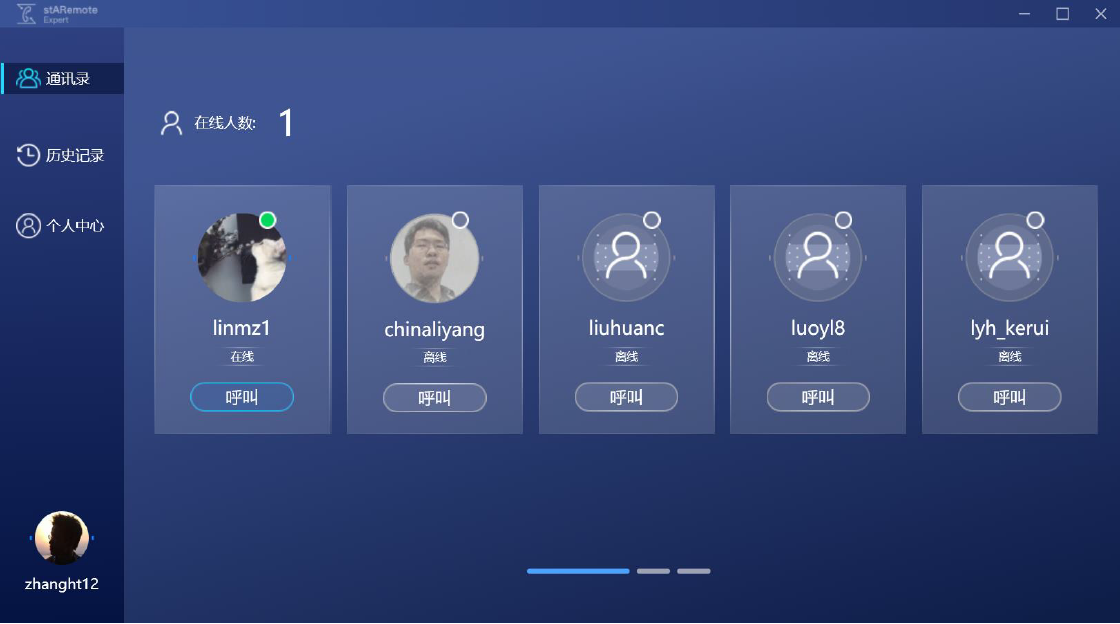 stARemote
Expert
通讯录
历史记录
个人中心
zhanght12
在线人数: 1
linmz1
在线
呼叫
chinaliyang
离线
呼叫
liuhuanc
离线
呼叫
luoyl8
离线
呼叫
lyh_kerui
离线
呼叫